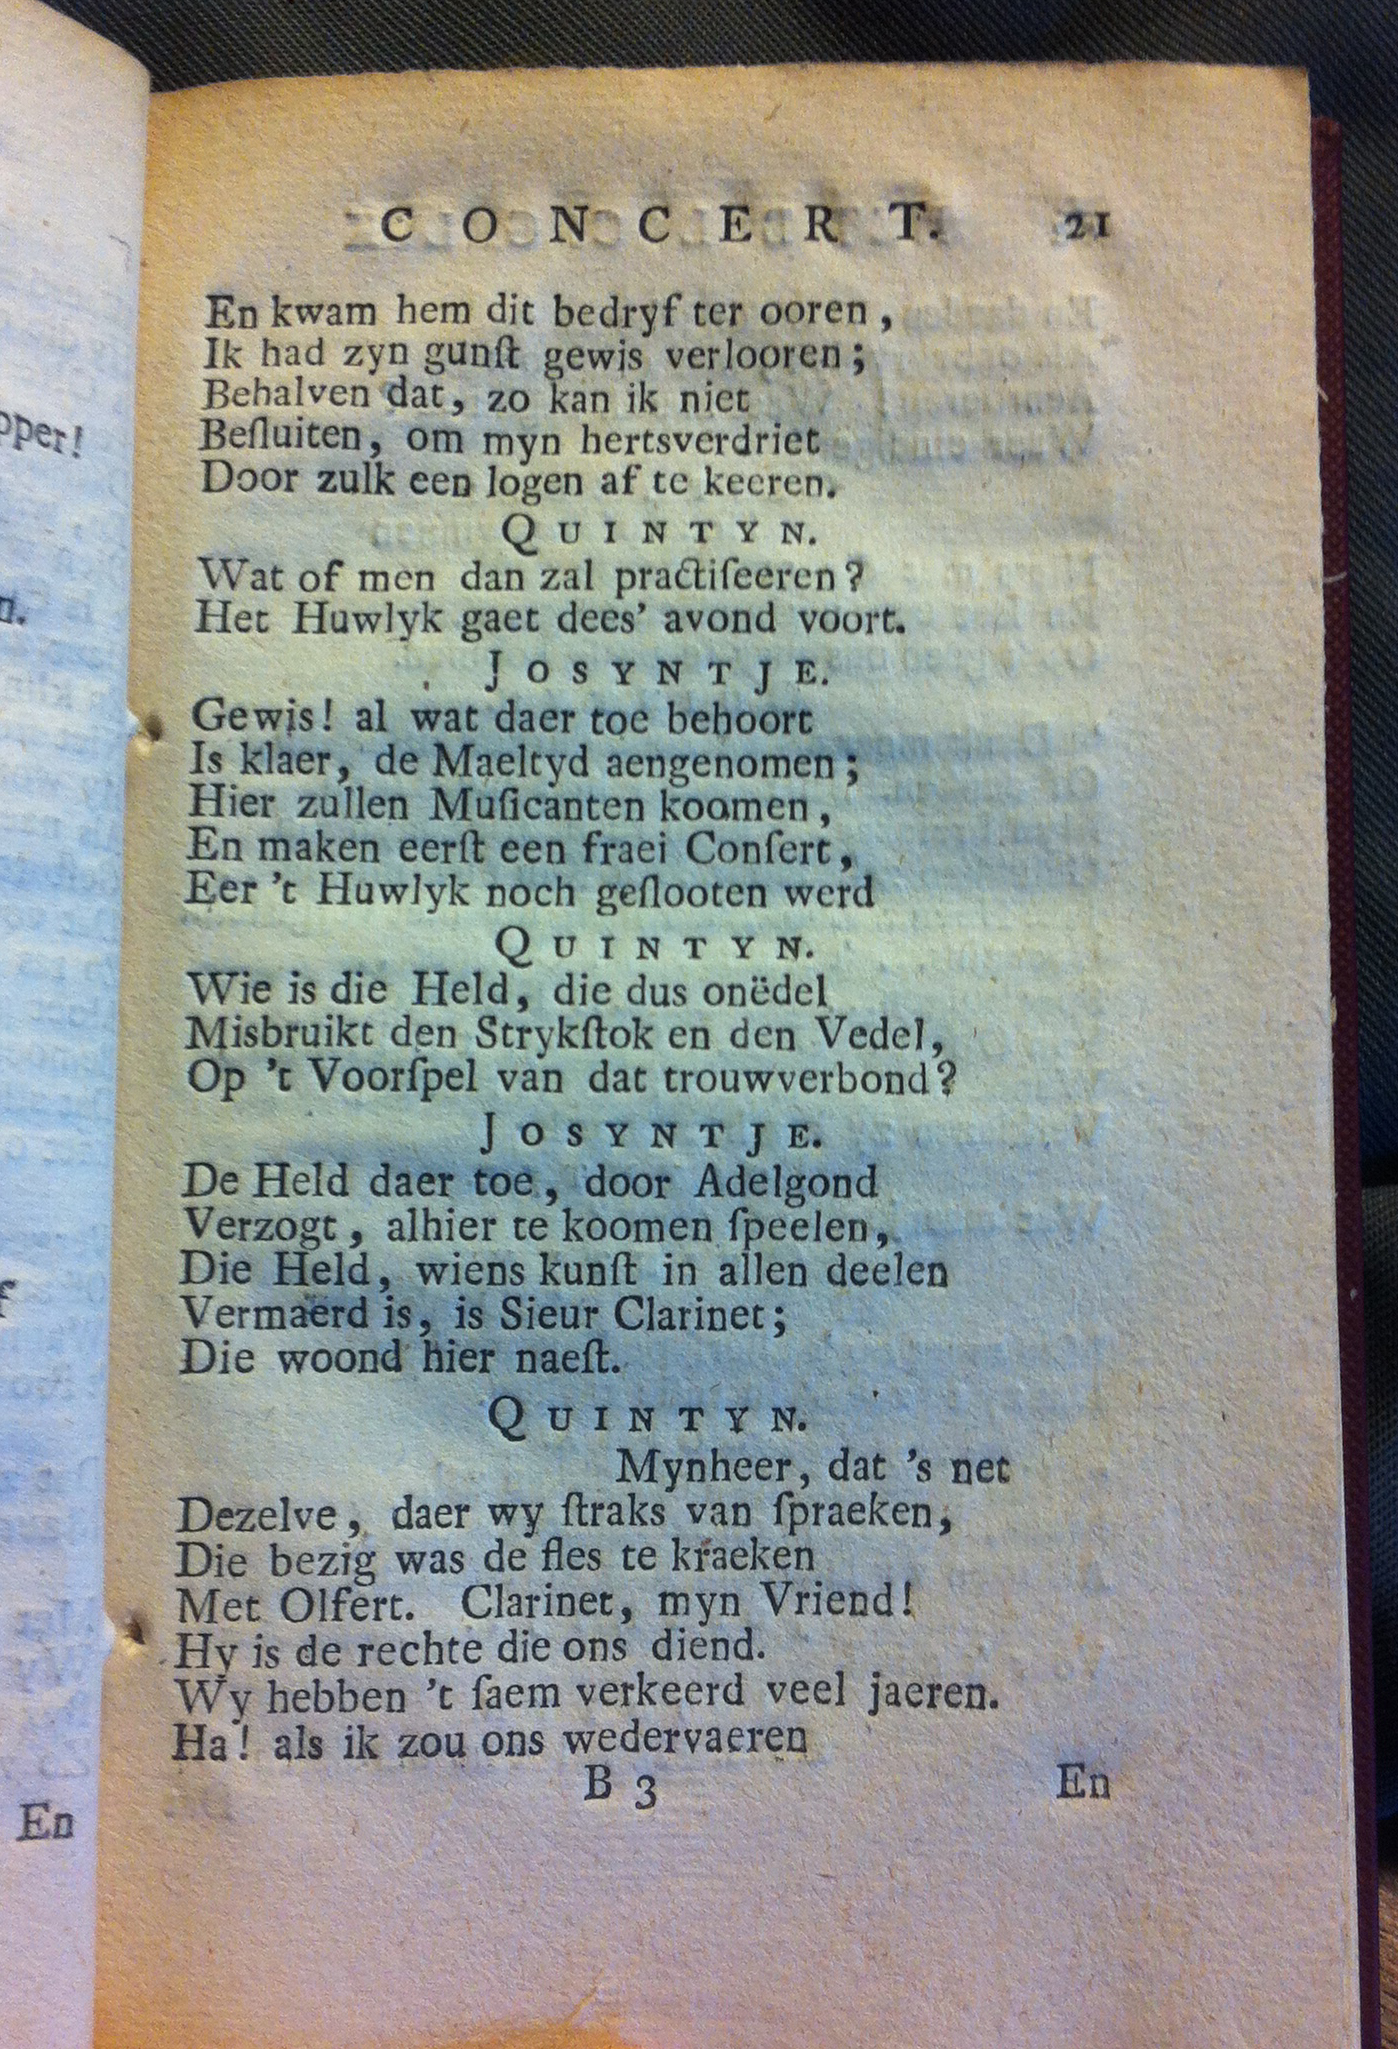 CONCERT. 21
En kwam hem dit bedryf ter ooren,
Ik had zyn gunſt gewis verlooren;
Behalven dat, zo kan ik niet
Beſluiten, om myn hertsverdriet
Door zulk een logen af te keeren.
QUINTYN.
Wat of men dan zal practiſeeren?
Het Huwlyk gaet dees' avond voort.
JOSYNTJE.
Gewis! al wat daer toe behoort
Is klaer, de Maeltyd aengenomen;
Hier zullen Muſicanten koomen,
En maken eerſt een fraei Conſert,
Eer 't Huwlyk noch geſlooten werd
QUINTYN.
Wie is die Held, die dus onëdel
Misbruikt den Strykſtok en den Vedel,
Op 't Voorſpel van dat trouwverbond?
JOSYNTJE.
De Held daer toe, door Adelgond
Verzogt, alhier te koomen ſpeelen,
Die Held, wiens kunſt in allen deelen
Vermaerd is, is Sieur Clarinet;
Die woond hier naeſt.
QUINTYN.
Mynheer, dat 's net
Dezelve, daer wy ſtraks van ſpraeken,
Die bezig was de fles te kraeken
Met Olfert. Clarinet, myn Vriend!
Hy is de rechte die ons diend.
Wy hebben 't ſaem verkeerd veel jaeren.
Ha! als ik zou ons wedervaeren
B 3 En
En